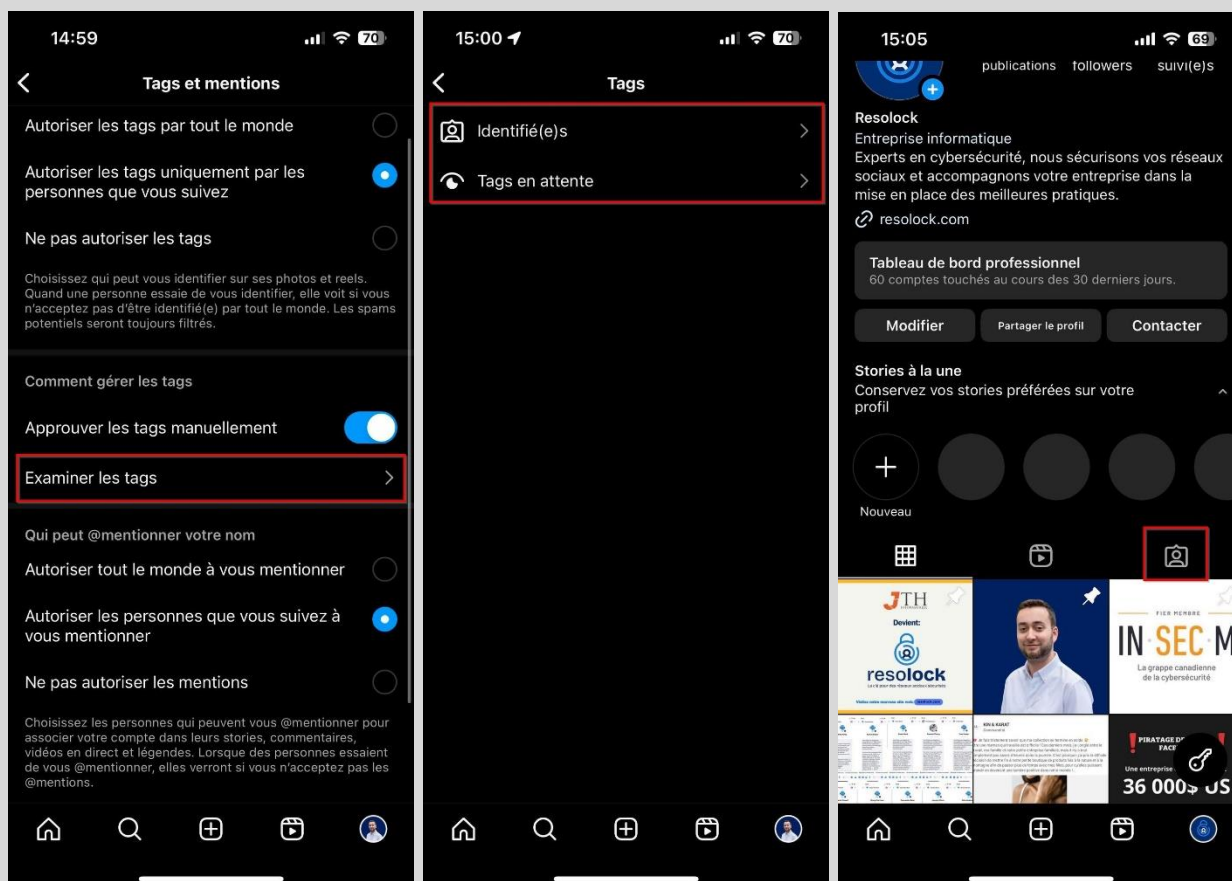 14:59
70
Tags et mentions
Autoriser les tags par tout le monde
Autoriser les tags uniquement par les
personnes que vous suivez
Ne pas autoriser les tags
Choisissez qui peut vous identifier sur ses photos et reels.
Quand une personne essaie de vous identifier, elle voit si vous
n'acceptez pas d'être identifié(e) par tout le monde. Les spams
potentiels seront toujours filtrés.
Comment gérer les tags
Approuver les tags manuellement
Examiner les tags
Qui peut @mentionner votre nom
Autoriser tout le monde à vous mentionner
Autoriser les personnes que vous suivez à
vous mentionner
Ne pas autoriser les mentions
Choisissez les personnes qui peuvent vous @mentionner pour
associer votre compte dans leurs stories, commentaires,
vidéos en direct et légendes. Lorsque des personnes essaient
de vous @mentionner, elles verront si vous n'acceptez pas les
@mentions.
15:00
70
Tags
Identifié(e)s
Tags en attente
15:05
69
publications followers suivi(e)s
Resolock
Entreprise informatique
Experts en cybersécurité, nous sécurisons vos réseaux
sociaux et accompagnons votre entreprise dans la
mise en place des meilleures pratiques.
resolock.com
Tableau de bord professionnel
60 comptes touchés au cours des 30 derniers jours.
Modifier Partager le profil Contacter
Stories à la une
Conservez vos stories préférées sur votre
profil
Nouveau
JTH
Devient:
resolock
FIER MEMBRE
IN·SEC·M
La grappe canadienne
de la cybersécurité
PIRATAGE
Une entreprise
36 000$ US